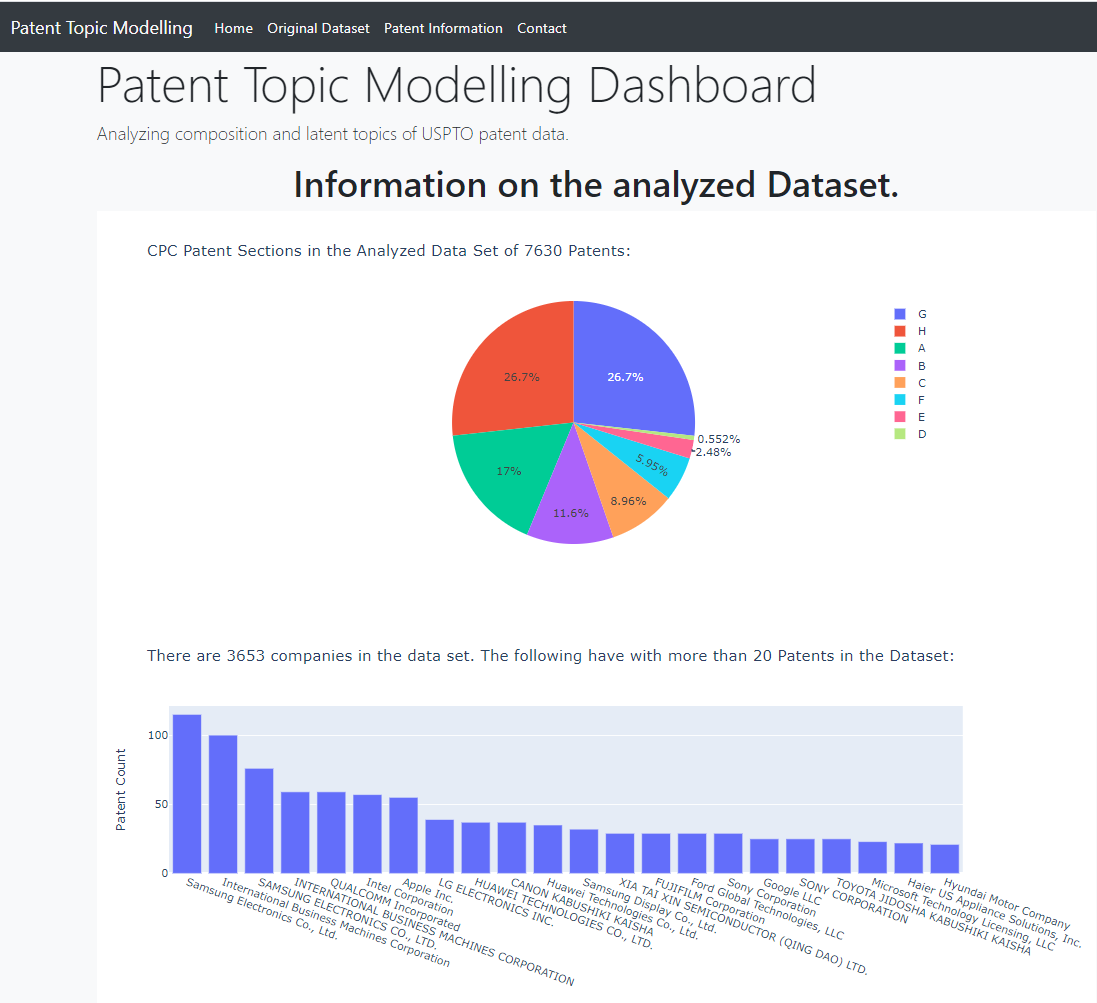 Patent Topic Modelling Home Original Dataset Patent Information Contact
Patent Topic Modelling Dashboard
Analyzing composition and latent topics of USPTO patent data.
Information on the analyzed Dataset.
CPC Patent Sections in the Analyzed Data Set of 7630 Patents:
26.7%
26.7%
17%
11.6%
8.96%
5.95%
2.48%
0.552%
G
H
A
B
C
F
E
D
There are 3653 companies in the data set. The following have with more than 20 Patents in the Dataset:
Patent Count
100
50
0
Samsung Electronics Co., Ltd.
International Business Machines Corporation
SAMSUNG ELECTRONICS CO., LTD.
INTERNATIONAL BUSINESS MACHINES CORPORATION
QUALCOMM Incorporated
Intel Corporation
Apple Inc.
LG ELECTRONICS INC.
HUAWEI TECHNOLOGIES CO., LTD.
CANON KABUSHIKI KAISHA
Huawei Technologies Co., Ltd.
Samsung Display Co., Ltd.
XIA TAI XIN SEMICONDUCTOR (QING DAO) LTD.
FUJIFILM Corporation
Ford Global Technologies, LLC
Sony Corporation
Google LLC
SONY CORPORATION
TOYOTA JIDOSHA KABUSHIKI KAISHA
Microsoft Technology Licensing, LLC
Haier US Appliance Solutions, Inc.
Hyundai Motor Company